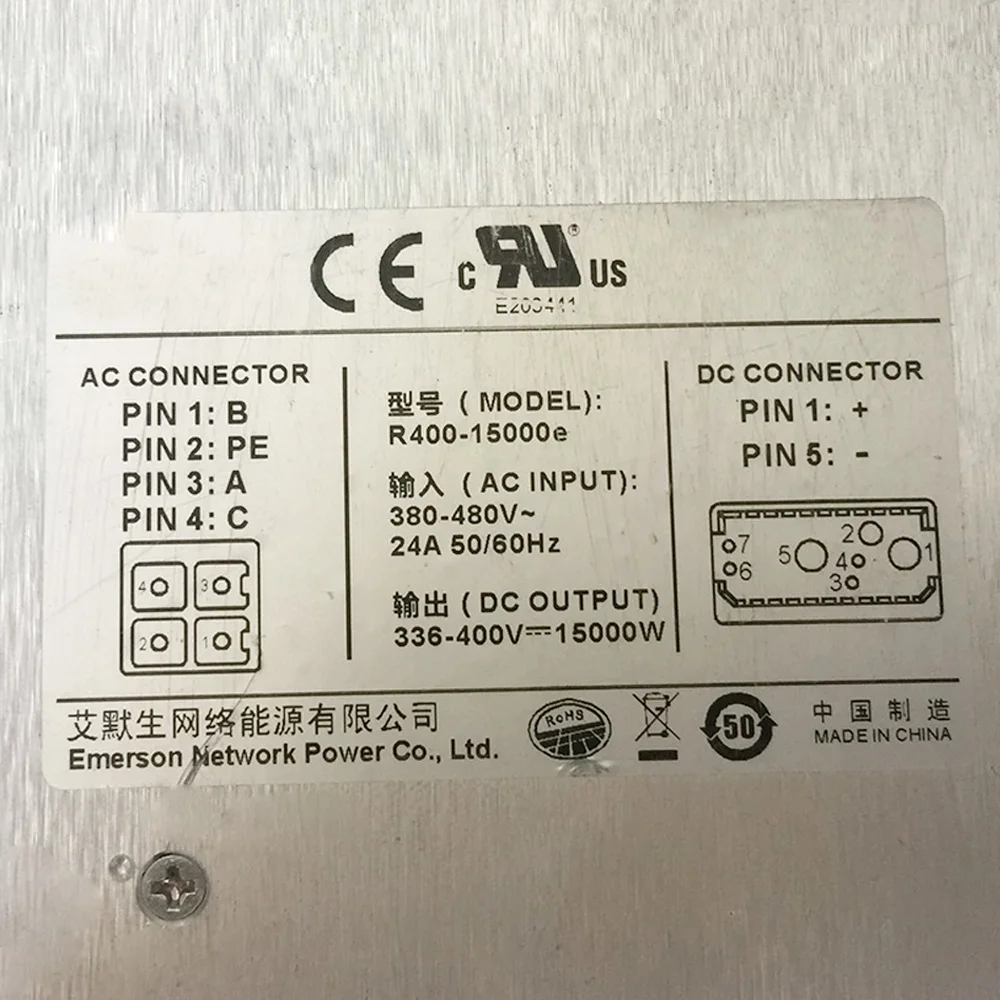 CE c RU ® US
AC CONNECTOR
PIN 1: B
PIN 2: PE
PIN 3: A
PIN 4: C
4 3
2 1
型号 ( MODEL):
R400-15000e
输入 ( AC INPUT):
380-480V~
24A 50/60Hz
输出 ( DC OUTPUT)
336-400V⎓15000W
DC CONNECTOR
PIN 1: +
PIN 5: -
7 6 5 2 4 3 1
艾默生网络能源有限公司
Emerson Network Power Co., Ltd.
RoHS
50
中国制造
MADE IN CHINA